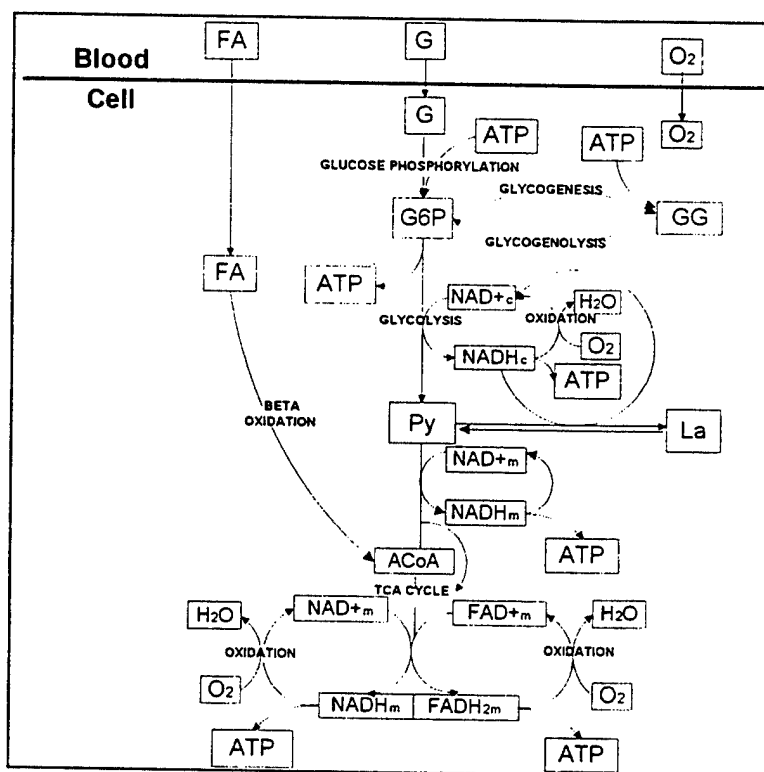 FA
G
O2
Blood
Cell
G
O2
ATP
ATP
GLUCOSE PHOSPHORYLATION
GLYCOGENESIS
G6P
GG
GLYCOGENOLYSIS
FA
ATP
NAD+c
H2O
GLYCOLYSIS
OXIDATION
O2
NADHc
ATP
BETA
OXIDATION
Py
La
NAD+m
NADHm
ATP
ACoA
TCA CYCLE
H2O
NAD+m
FAD+m
H2O
OXIDATION
OXIDATION
O2
NADHm
FADH2m
O2
ATP
ATP